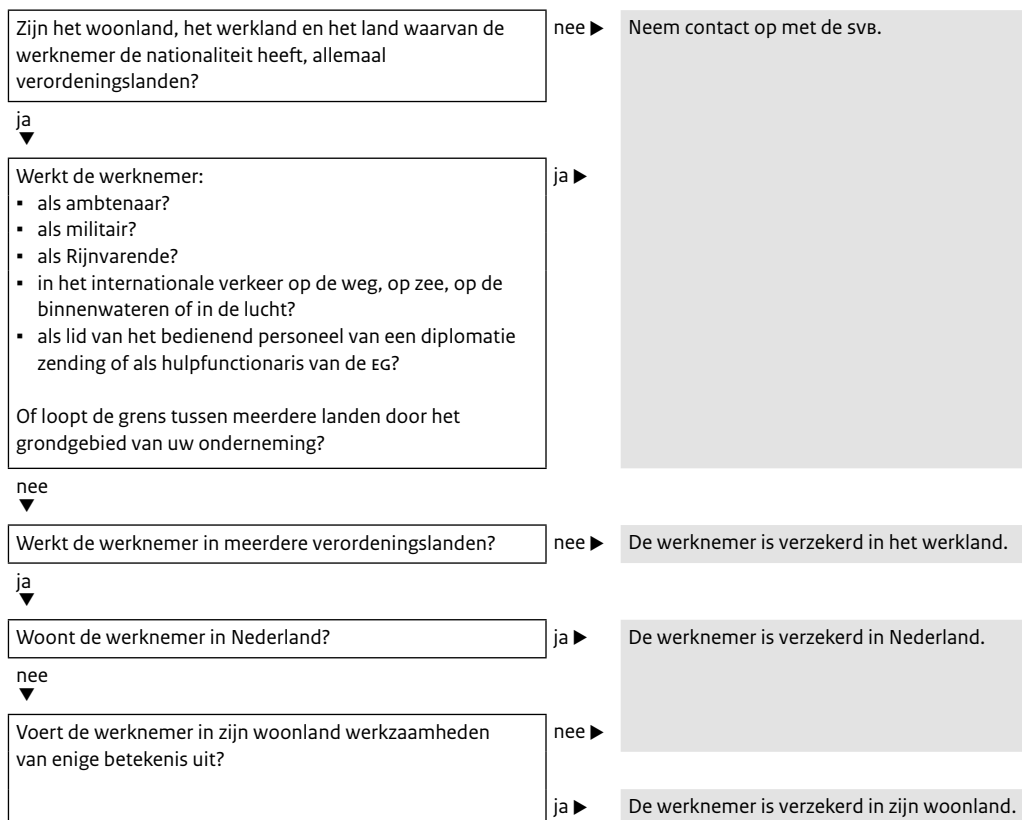 Zijn het woonland, het werkland en het land waarvan de
werknemer de nationaliteit heeft, allemaal
verordeningslanden?
nee ▶
Neem contact op met de SVB.
ja
▼
Werkt de werknemer:
▪ als ambtenaar?
▪ als militair?
▪ als Rijnvarende?
▪ in het internationale verkeer op de weg, op zee, op de
binnenwateren of in de lucht?
▪ als lid van het bedienend personeel van een diplomatie
zending of als hulpfunctionaris van de EG?
Of loopt de grens tussen meerdere landen door het
grondgebied van uw onderneming?
ja ▶
nee
▼
Werkt de werknemer in meerdere verordeningslanden?
nee ▶
De werknemer is verzekerd in het werkland.
ja
▼
Woont de werknemer in Nederland?
ja ▶
De werknemer is verzekerd in Nederland.
nee
▼
Voert de werknemer in zijn woonland werkzaamheden
van enige betekenis uit?
nee ▶
ja ▶
De werknemer is verzekerd in zijn woonland.